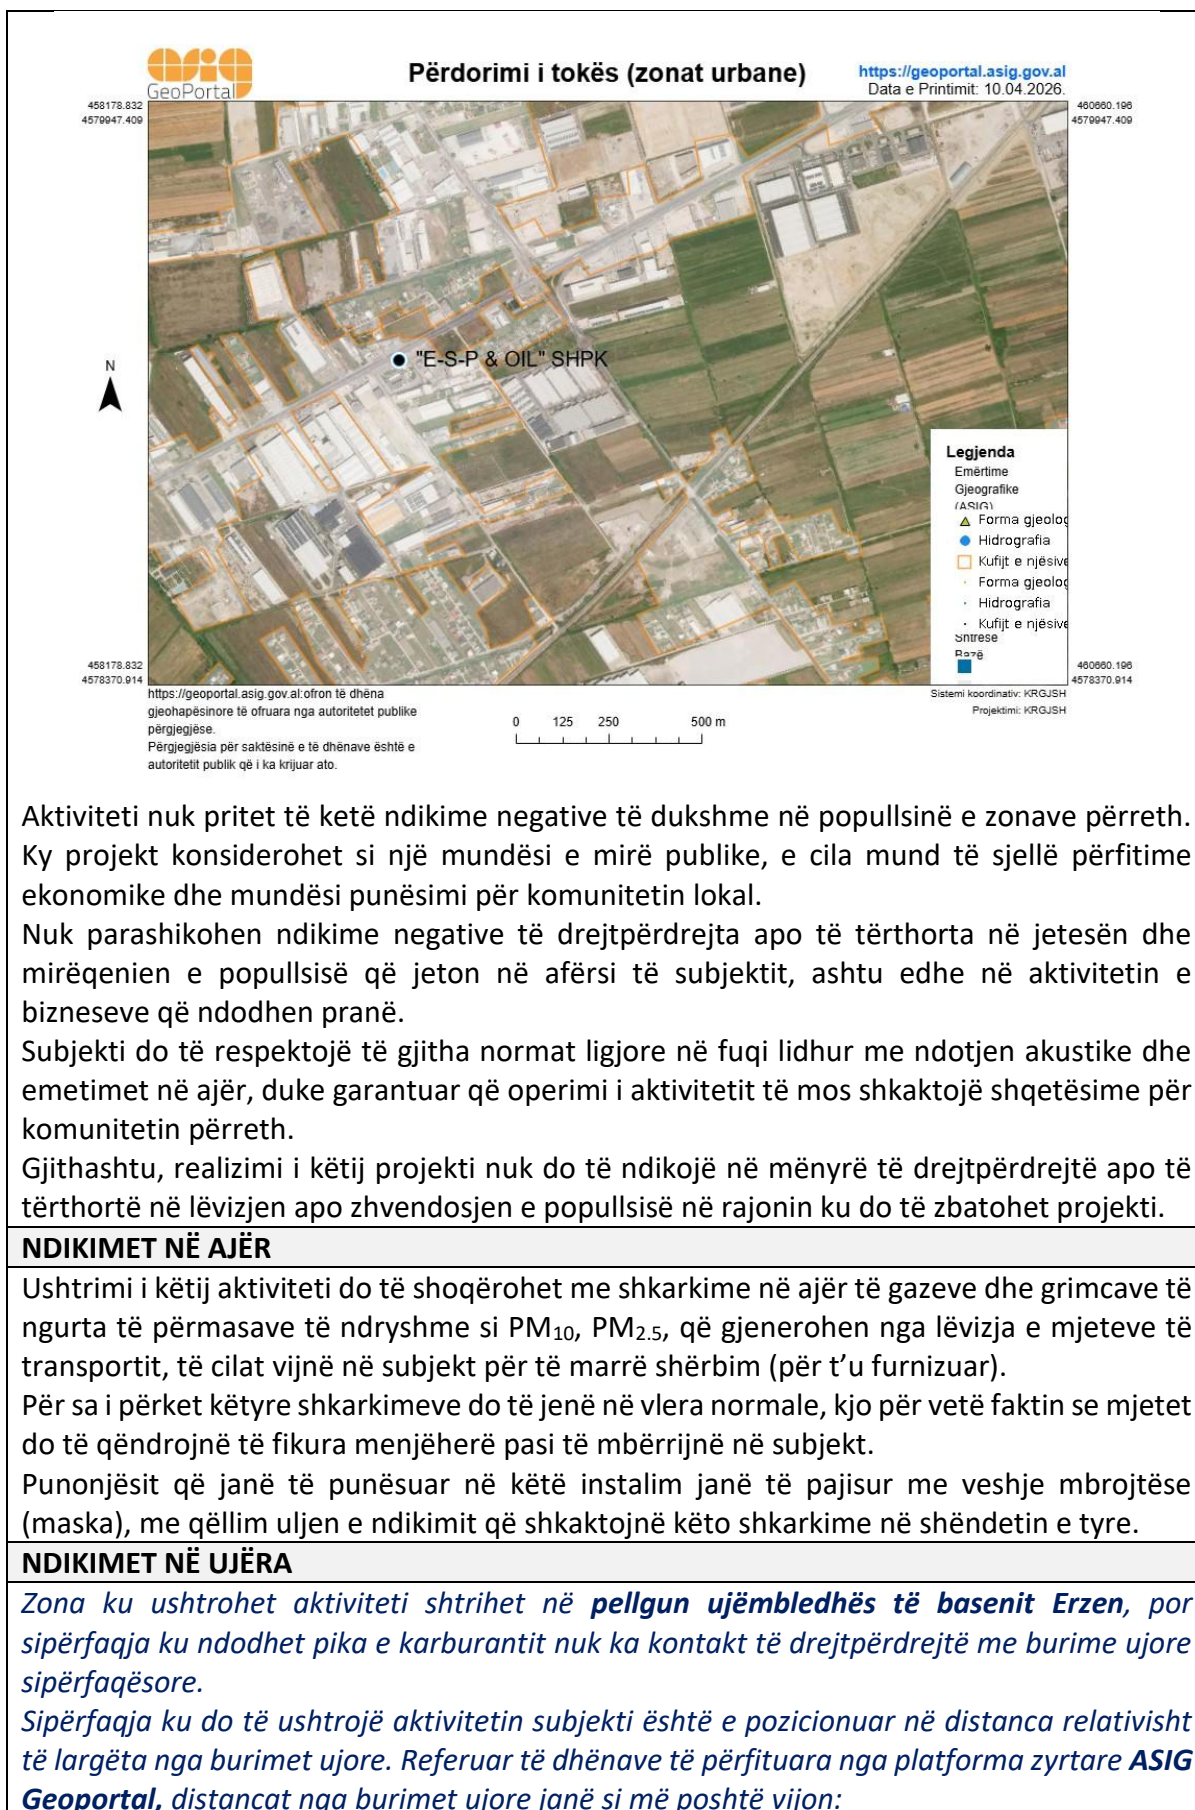 asig
GeoPortal
Përdorimi i tokës (zonat urbane)
https://geoportal.asig.gov.al
Data e Printimit: 10.04.2026.
458178.832
4579947.409
460660.196
4579947.409
"E-S-P & OIL" SHPK
N
Legjenda
Emërtime
Gjeografike
(ASIG)
Forma gjeolog
Hidrografia
Kufijt e njësive
Forma gjeolog
Hidrografia
Kufijt e njësive
Shtrese
Bazë
458178.832
4578370.914
460660.196
4578370.914
https://geoportal.asig.gov.al:ofron të dhëna
gjeohapësinore të ofruara nga autoritetet publike
përgjegjëse.
Përgjegjësia për saktësinë e të dhënave është e
autoritetit publik që i ka krijuar ato.
0 125 250 500 m
Sistemi koordinativ: KRGJSH
Projektimi: KRGJSH
Aktiviteti nuk pritet të ketë ndikime negative të dukshme në popullsinë e zonave përreth.
Ky projekt konsiderohet si një mundësi e mirë publike, e cila mund të sjellë përfitime
ekonomike dhe mundësi punësimi për komunitetin lokal.
Nuk parashikohen ndikime negative të drejtpërdrejta apo të tërthorta në jetesën dhe
mirëqenien e popullsisë që jeton në afërsi të subjektit, ashtu edhe në aktivitetin e
bizneseve që ndodhen pranë.
Subjekti do të respektojë të gjitha normat ligjore në fuqi lidhur me ndotjen akustike dhe
emetimet në ajër, duke garantuar që operimi i aktivitetit të mos shkaktojë shqetësime për
komunitetin përreth.
Gjithashtu, realizimi i këtij projekti nuk do të ndikojë në mënyrë të drejtpërdrejtë apo të
tërthortë në lëvizjen apo zhvendosjen e popullsisë në rajonin ku do të zbatohet projekti.
NDIKIMET NË AJËR
Ushtrimi i këtij aktiviteti do të shoqërohet me shkarkime në ajër të gazeve dhe grimcave të
ngurta të përmasave të ndryshme si PM10, PM2.5, që gjenerohen nga lëvizja e mjeteve të
transportit, të cilat vijnë në subjekt për të marrë shërbim (për t’u furnizuar).
Për sa i përket këtyre shkarkimeve do të jenë në vlera normale, kjo për vetë faktin se mjetet
do të qëndrojnë të fikura menjëherë pasi të mbërrijnë në subjekt.
Punonjësit që janë të punësuar në këtë instalim janë të pajisur me veshje mbrojtëse
(maska), me qëllim uljen e ndikimit që shkaktojnë këto shkarkime në shëndetin e tyre.
NDIKIMET NË UJËRA
Zona ku ushtrohet aktiviteti shtrihet në pellgun ujëmbledhës të basenit Erzen, por
sipërfaqja ku ndodhet pika e karburantit nuk ka kontakt të drejtpërdrejtë me burime ujore
sipërfaqësore.
Sipërfaqja ku do të ushtrojë aktivitetin subjekti është e pozicionuar në distanca relativisht
të largëta nga burimet ujore. Referuar të dhënave të përfituara nga platforma zyrtare ASIG
Geoportal, distancat nga burimet ujore janë si më poshtë vijon: